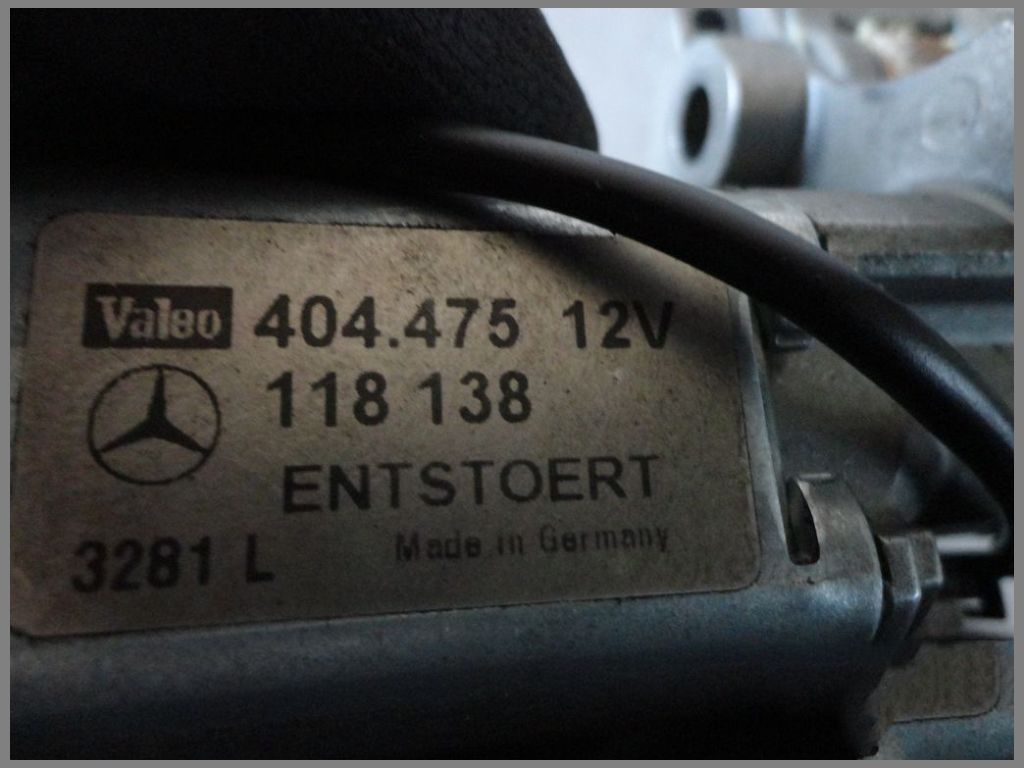 Valeo 404.475 12V
118 138
ENTSTOERT
3281 L Made in Germany